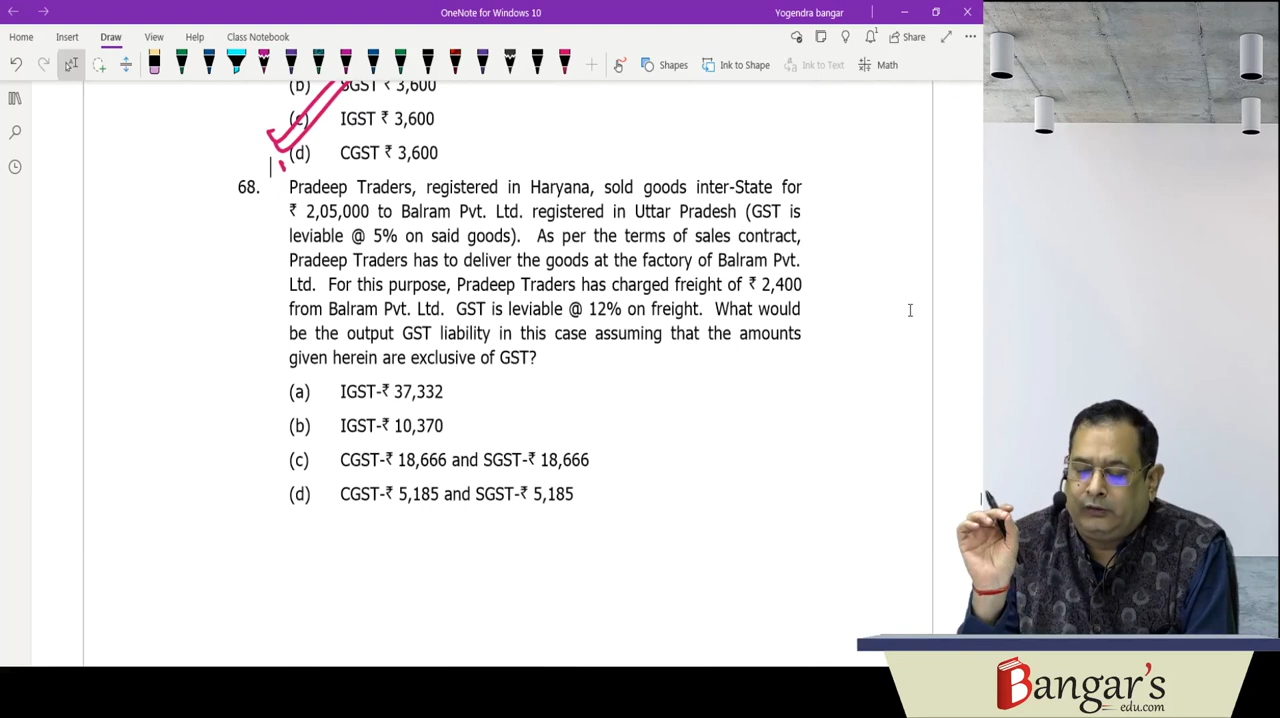 OneNote for Windows 10
Yogendra bangar
Home Insert Draw View Help Class Notebook
Share
Shapes Ink to Shape Ink to Text Math
(b) SGST ₹ 3,600
(c) IGST ₹ 3,600
(d) CGST ₹ 3,600
68. Pradeep Traders, registered in Haryana, sold goods inter-State for
₹ 2,05,000 to Balram Pvt. Ltd. registered in Uttar Pradesh (GST is
leviable @ 5% on said goods). As per the terms of sales contract,
Pradeep Traders has to deliver the goods at the factory of Balram Pvt.
Ltd. For this purpose, Pradeep Traders has charged freight of ₹ 2,400
from Balram Pvt. Ltd. GST is leviable @ 12% on freight. What would
be the output GST liability in this case assuming that the amounts
given herein are exclusive of GST?
(a) IGST-₹ 37,332
(b) IGST-₹ 10,370
(c) CGST-₹ 18,666 and SGST-₹ 18,666
(d) CGST-₹ 5,185 and SGST-₹ 5,185
Bangar's
edu.com